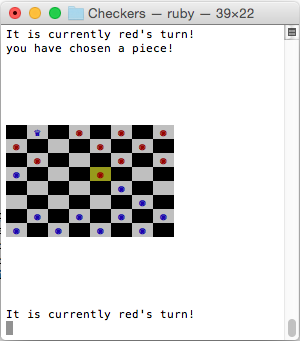 Checkers — ruby — 39×22
It is currently red's turn!
you have chosen a piece!
It is currently red's turn!